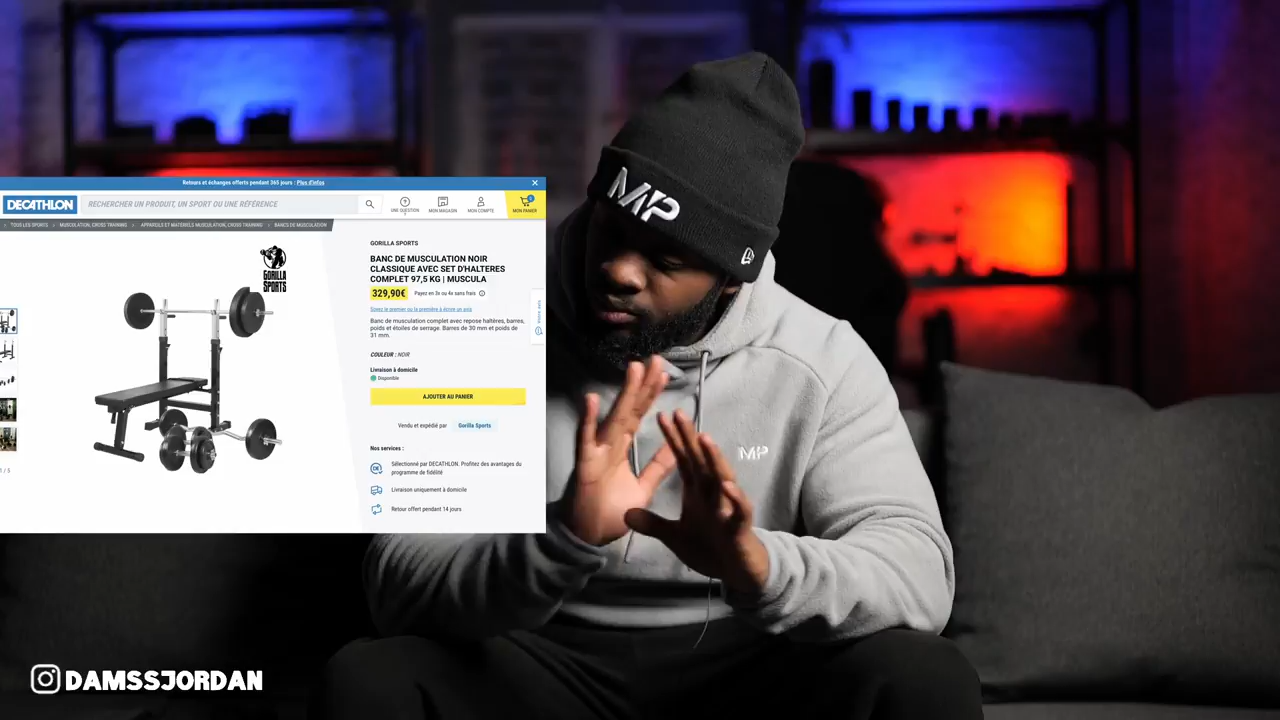 Retours et échanges offerts pendant 365 jours : Plus d'infos
DECATHLON
RECHERCHER UN PRODUIT, UN SPORT OU UNE RÉFÉRENCE
UNE QUESTION
MON MAGASIN
MON COMPTE
MON PANIER
TOUS LES SPORTS
MUSCULATION, CROSS TRAINING
APPAREILS ET MATÉRIELS MUSCULATION, CROSS TRAINING
BANCS DE MUSCULATION
GORILLA
SPORTS
GORILLA SPORTS
BANC DE MUSCULATION NOIR
CLASSIQUE AVEC SET D'HALTERES
COMPLET 97,5 KG | MUSCULA
329,90€
Payez en 3x ou 4x sans frais
Soyez le premier ou la première à écrire un avis
Banc de musculation complet avec repose haltères, barres,
poids et étoiles de serrage. Barres de 30 mm et poids de
31 mm.
COULEUR : NOIR
Livraison à domicile
Disponible
AJOUTER AU PANIER
Vendu et expédié par Gorilla Sports
Nos services :
Sélectionné par DECATHLON. Profitez des avantages du
programme de fidélité
Livraison uniquement à domicile
Retour offert pendant 14 jours
1 / 5
MP
MP
DAMSSJORDAN